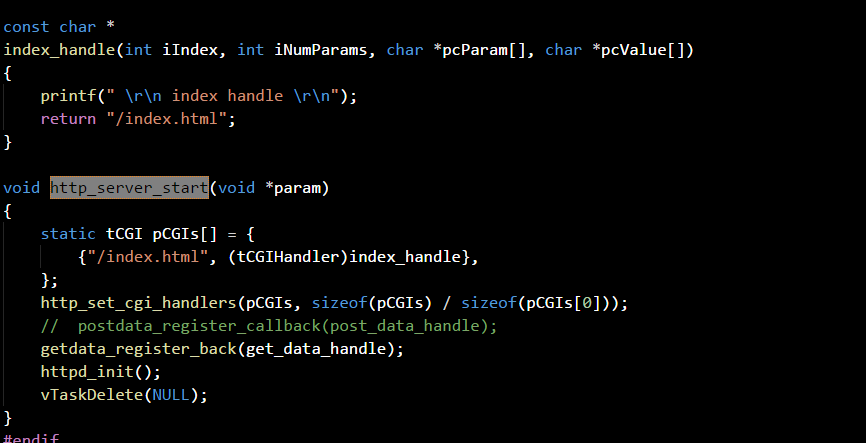 const char *
index_handle(int iIndex, int iNumParams, char *pcParam[], char *pcValue[])
{
    printf(" \r\n index handle \r\n");
    return "/index.html";
}

void http_server_start(void *param)
{
    static tCGI pCGIs[] = {
        {"/index.html", (tCGIHandler)index_handle},
    };
    http_set_cgi_handlers(pCGIs, sizeof(pCGIs) / sizeof(pCGIs[0]));
    //  postdata_register_callback(post_data_handle);
    getdata_register_back(get_data_handle);
    httpd_init();
    vTaskDelete(NULL);
}
#endif